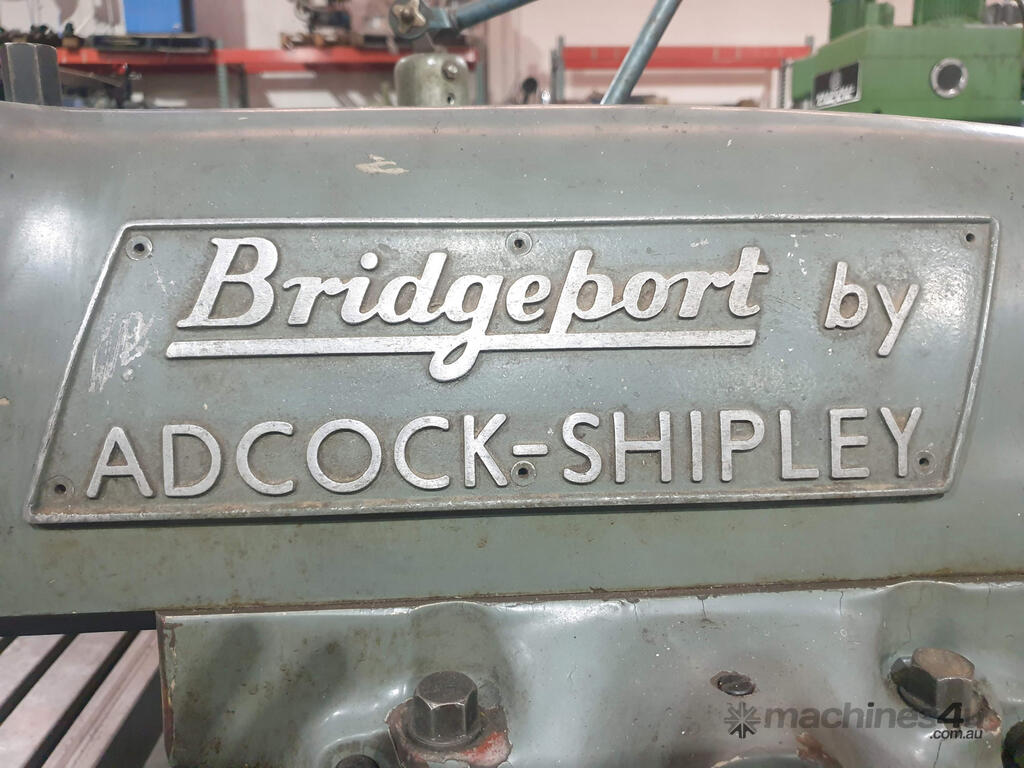 Bridgeport by
ADCOCK-SHIPLEY
machines4u
.com.au